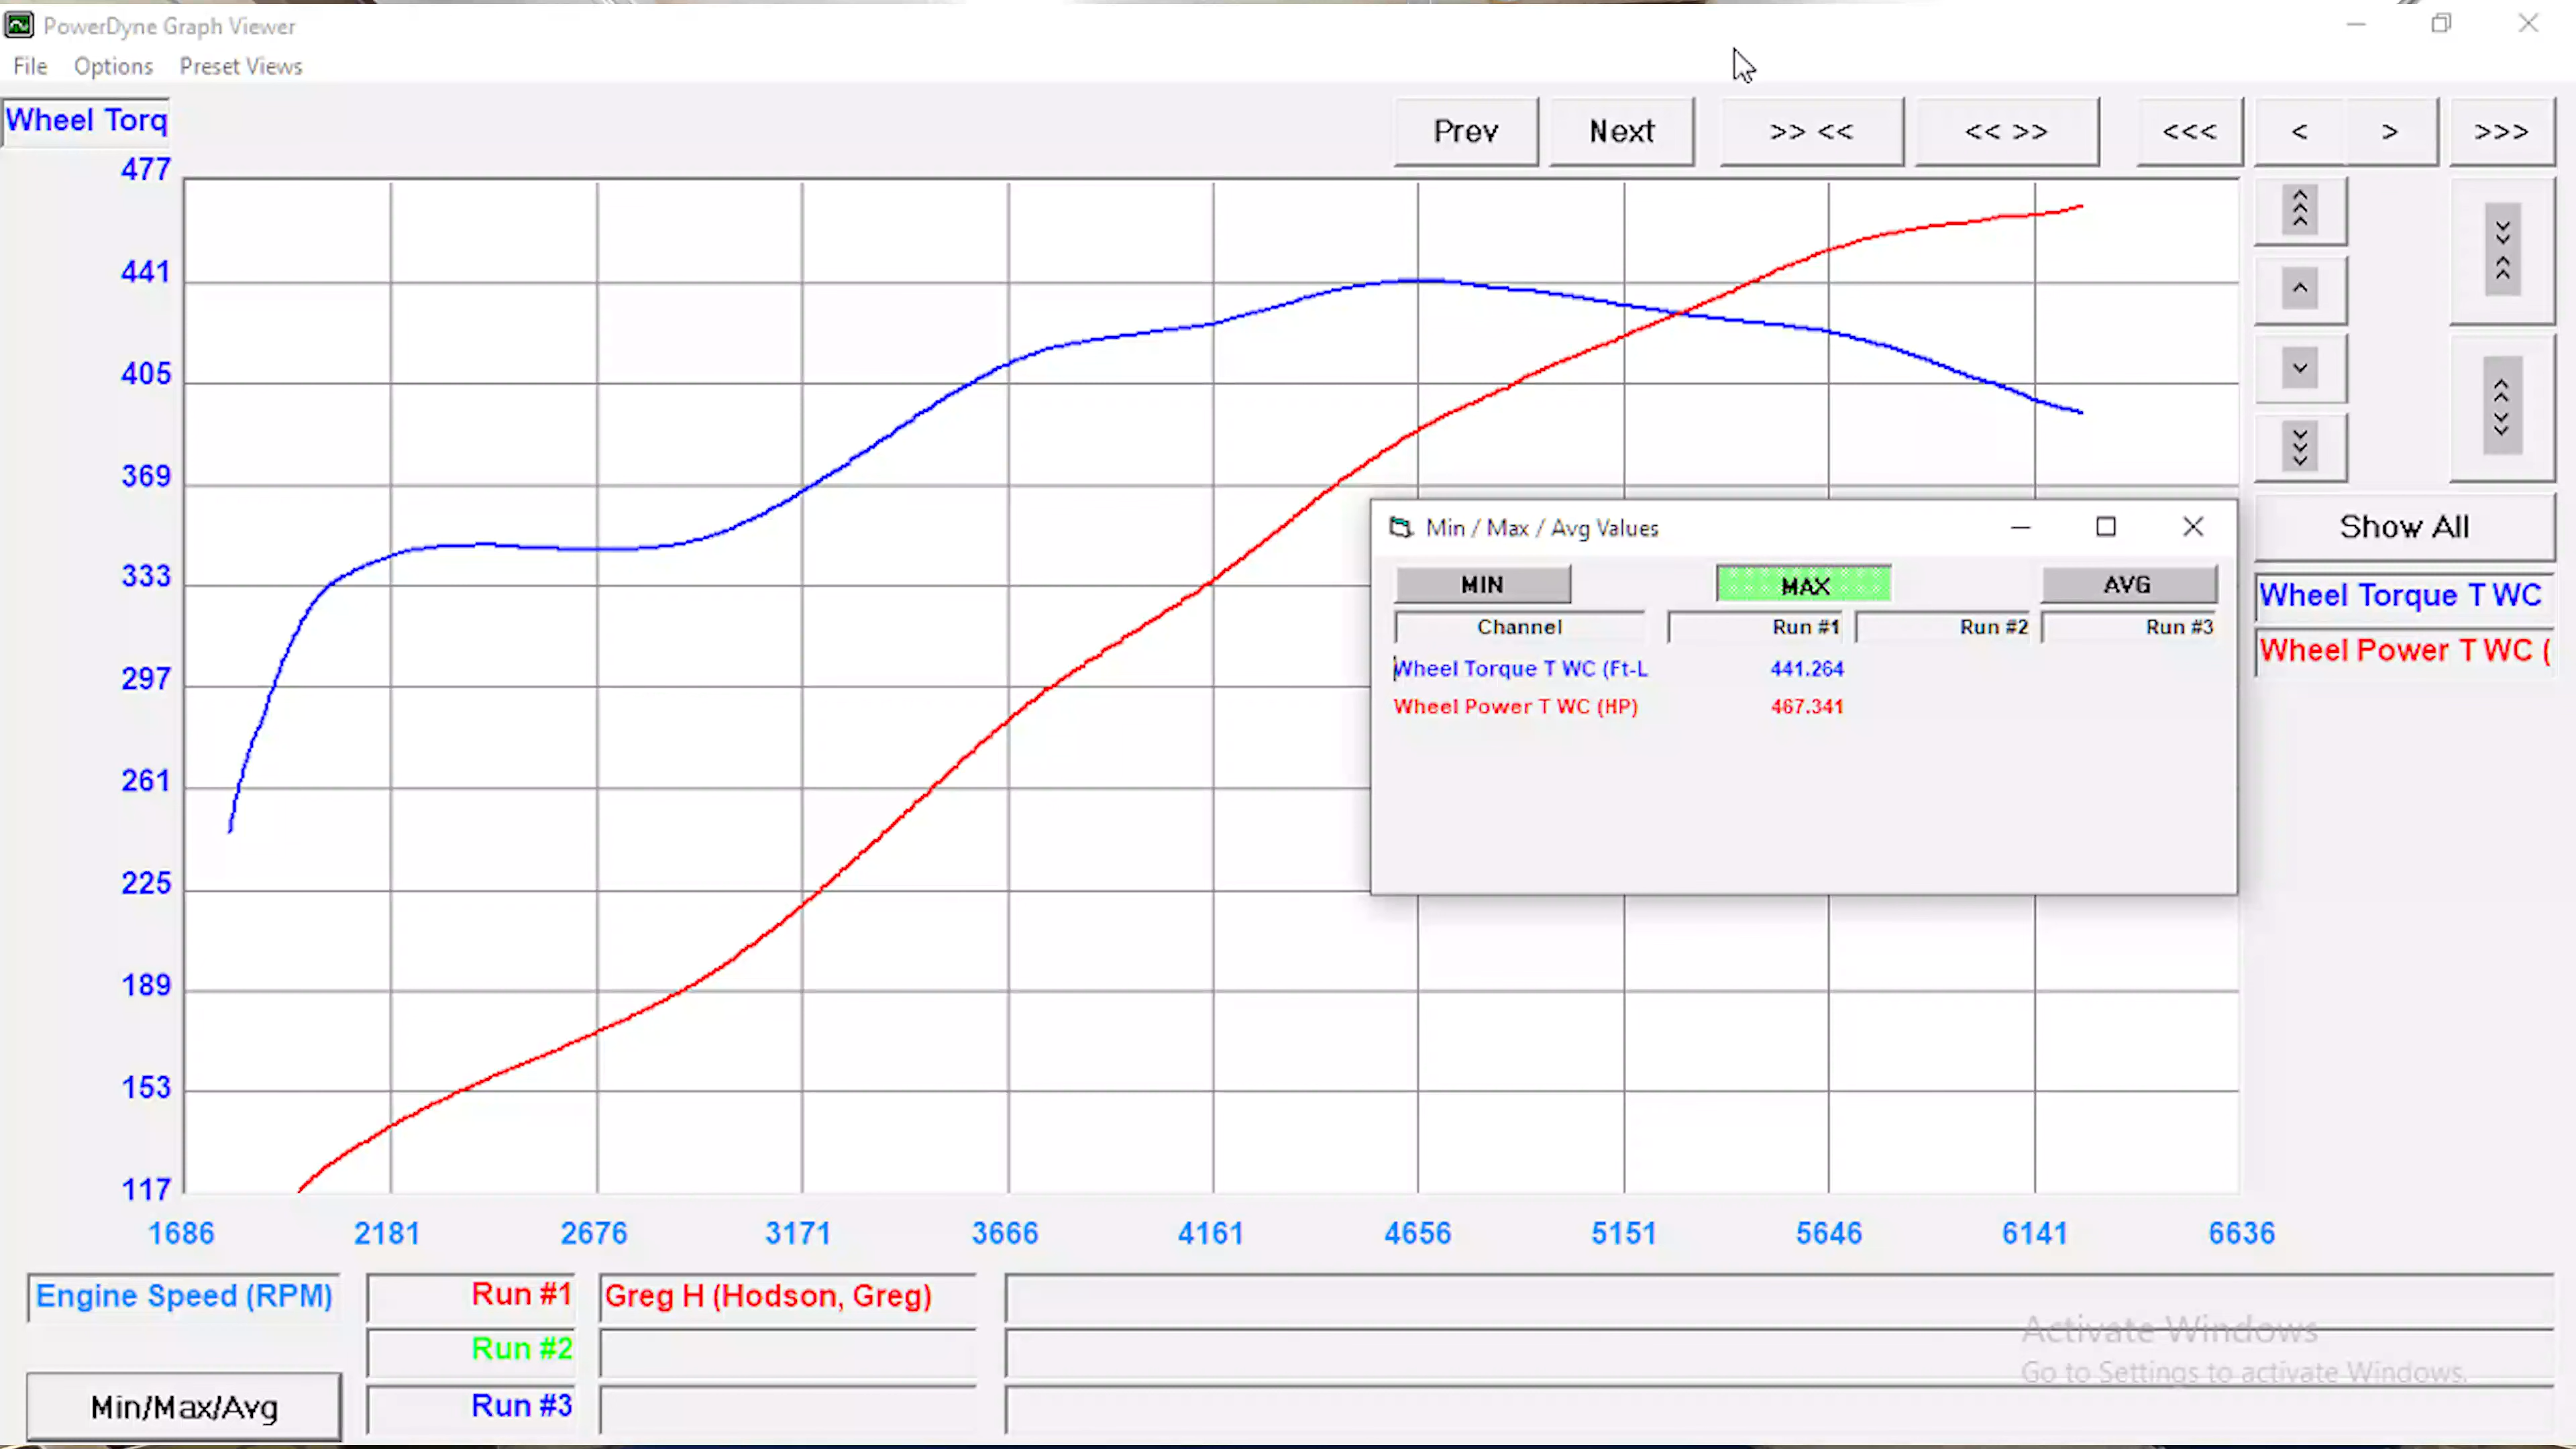 PowerDyne Graph Viewer
File Options Preset Views
Wheel Torq
Prev Next >> << << >> <<< < > >>>
477
441
405
369
333
297
261
225
189
153
117
Show All
Wheel Torque T WC
Wheel Power T WC (
Min / Max / Avg Values
MIN MAX AVG
Channel Run #1 Run #2 Run #3
Wheel Torque T WC (Ft-L 441.264
Wheel Power T WC (HP) 467.341
1686 2181 2676 3171 3666 4161 4656 5151 5646 6141 6636
Engine Speed (RPM) Run #1 Greg H (Hodson, Greg)
Run #2
Min/Max/Avg Run #3
Activate Windows
Go to Settings to activate Windows.